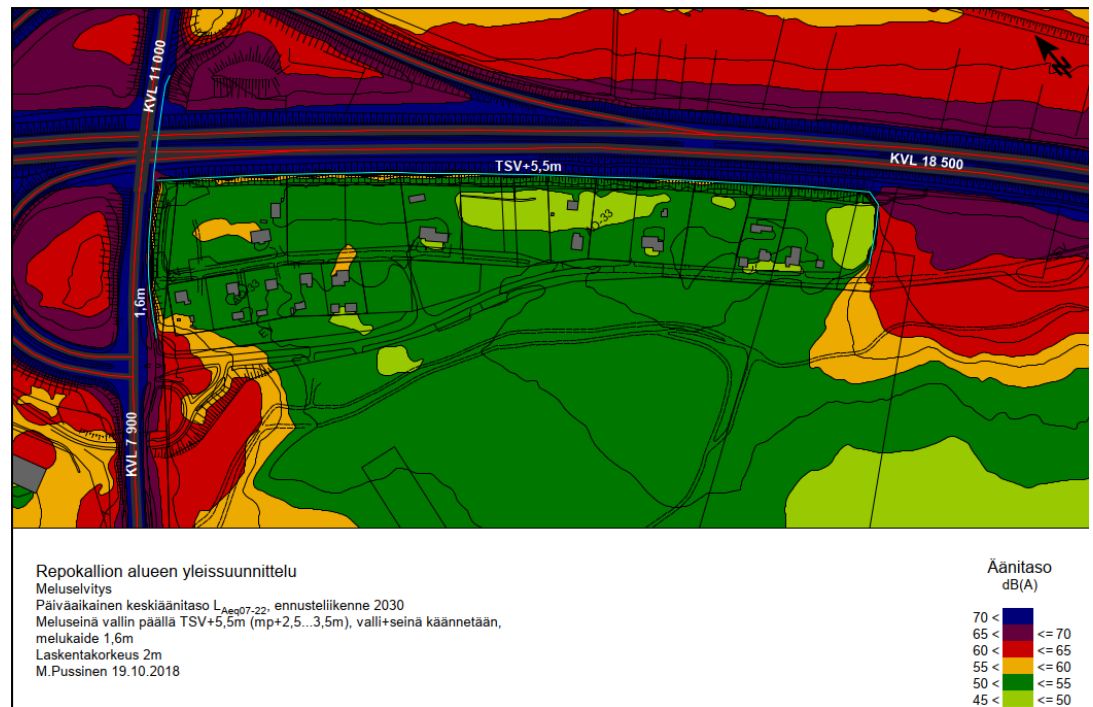 KVL 11 000
TSV+5,5m
KVL 18 500
1,6m
KVL 7 900
Repokallion alueen yleissuunnittelu
Meluselvitys
Päiväaikainen keskiäänitaso LAeq07-22, ennusteliikenne 2030
Meluseinä vallin päällä TSV+5,5m (mp+2,5...3,5m), valli+seinä käännetään,
melukaide 1,6m
Laskentakorkeus 2m
M.Pussinen 19.10.2018
Äänitaso
dB(A)
70 <
65 < <= 70
60 < <= 65
55 < <= 60
50 < <= 55
45 < <= 50